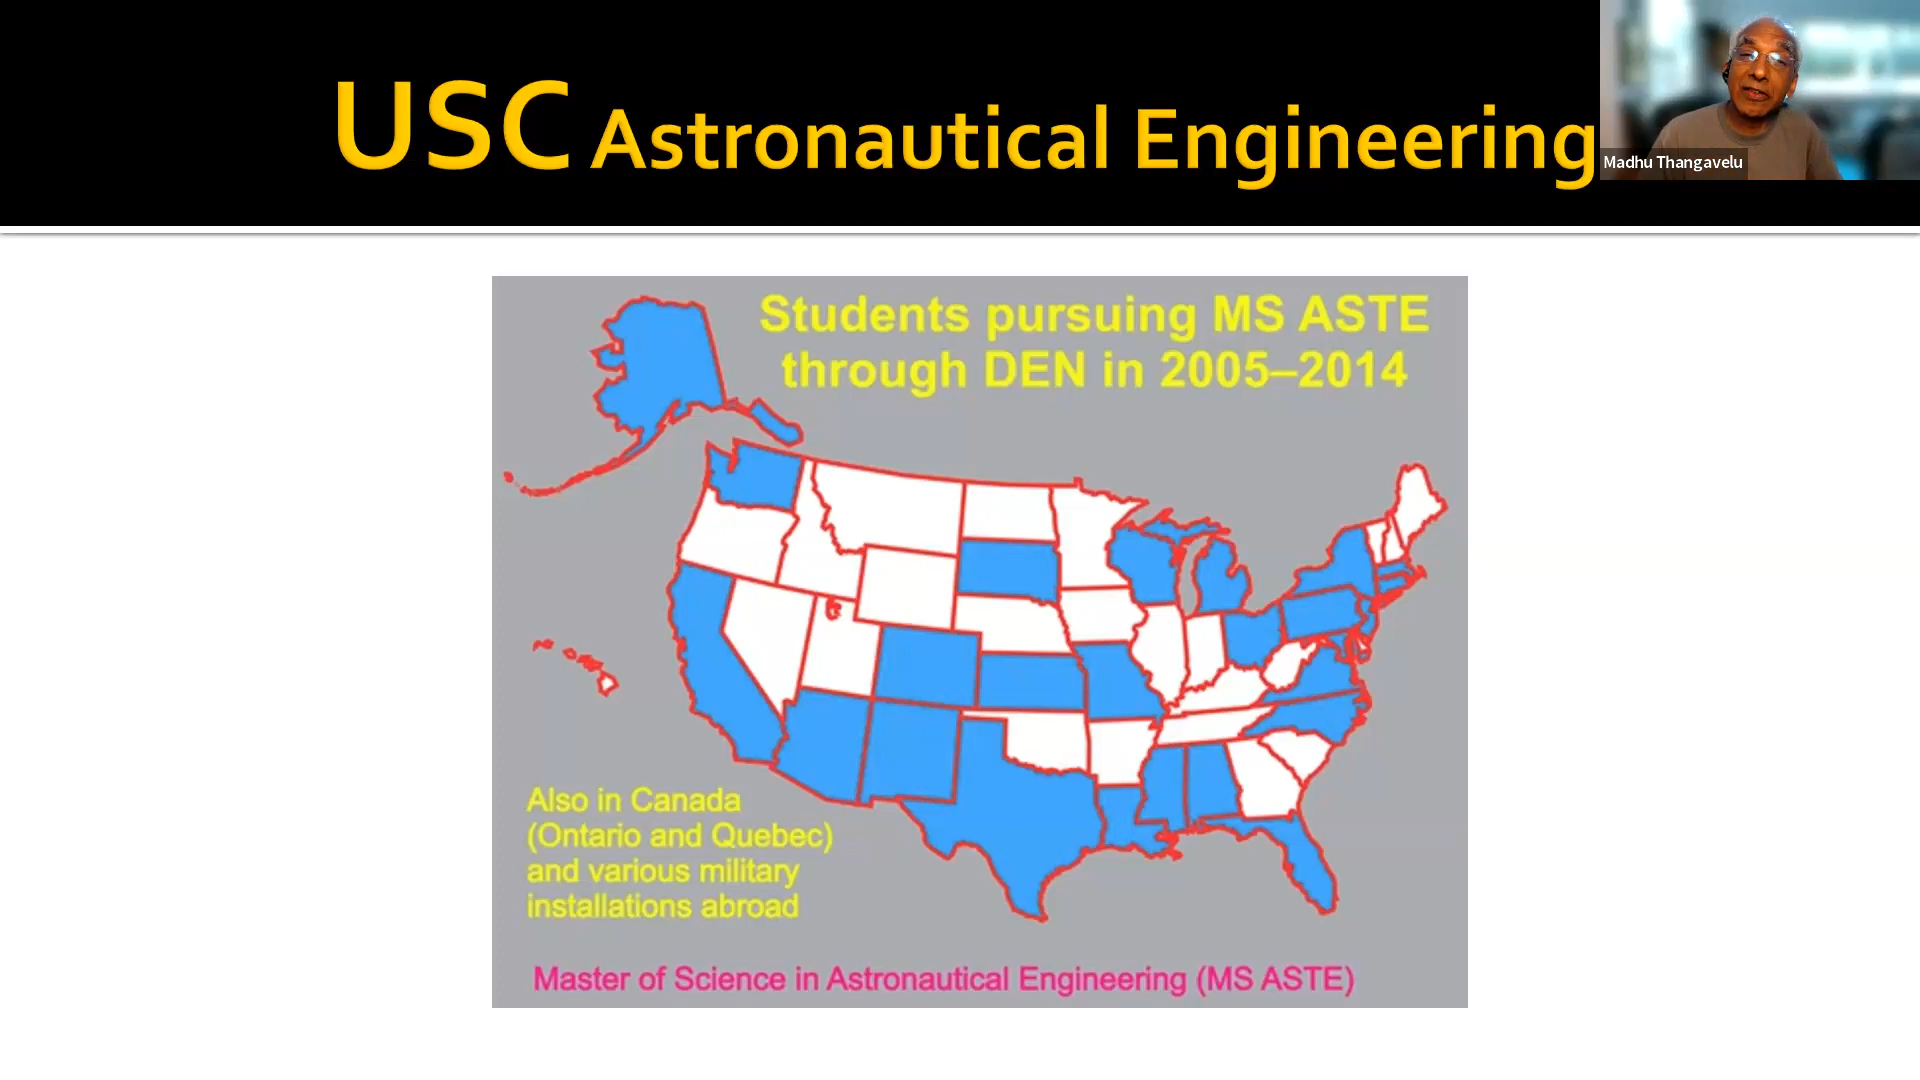 USC Astronautical Engineering
Madhu Thangavelu
Students pursuing MS ASTE
through DEN in 2005–2014
Also in Canada
(Ontario and Quebec)
and various military
installations abroad
Master of Science in Astronautical Engineering (MS ASTE)